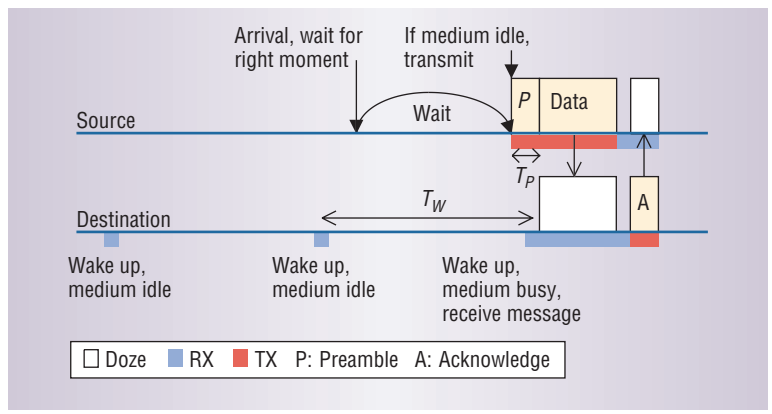 Arrival, wait for
right moment
If medium idle,
transmit
P
Data
Wait
Source
T_P
T_W
A
Destination
Wake up,
medium idle
Wake up,
medium idle
Wake up,
medium busy,
receive message
Doze
RX
TX
P: Preamble
A: Acknowledge